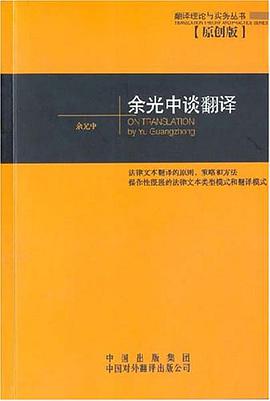 翻译理论与实务丛书
TRANSLATION THEORY AND PRACTICE SERIES
【原创版】
余光中谈翻译
余光中
ON TRANSLATION
by Yu Guangzhong
法律文本翻译的原则、策略和方法
操作性很强的法律文本类型模式和翻译模式
中国出版集团
中国对外翻译出版公司